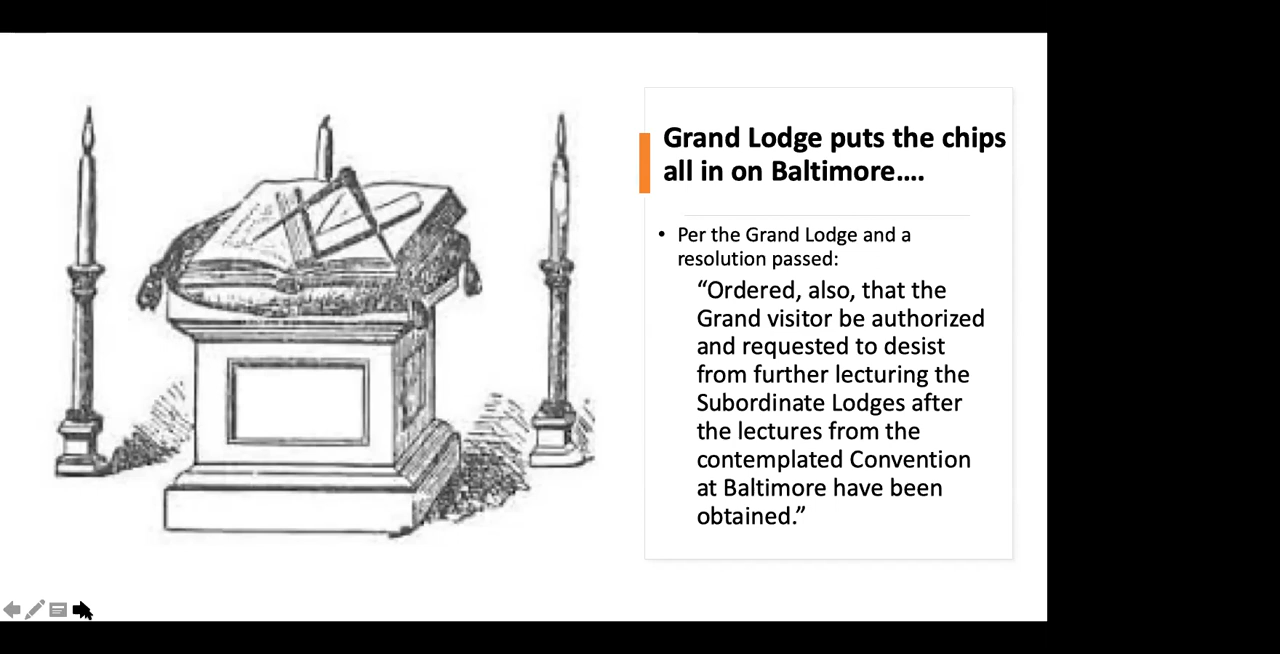 Grand Lodge puts the chips
all in on Baltimore....
• Per the Grand Lodge and a
resolution passed:
“Ordered, also, that the
Grand visitor be authorized
and requested to desist
from further lecturing the
Subordinate Lodges after
the lectures from the
contemplated Convention
at Baltimore have been
obtained.”